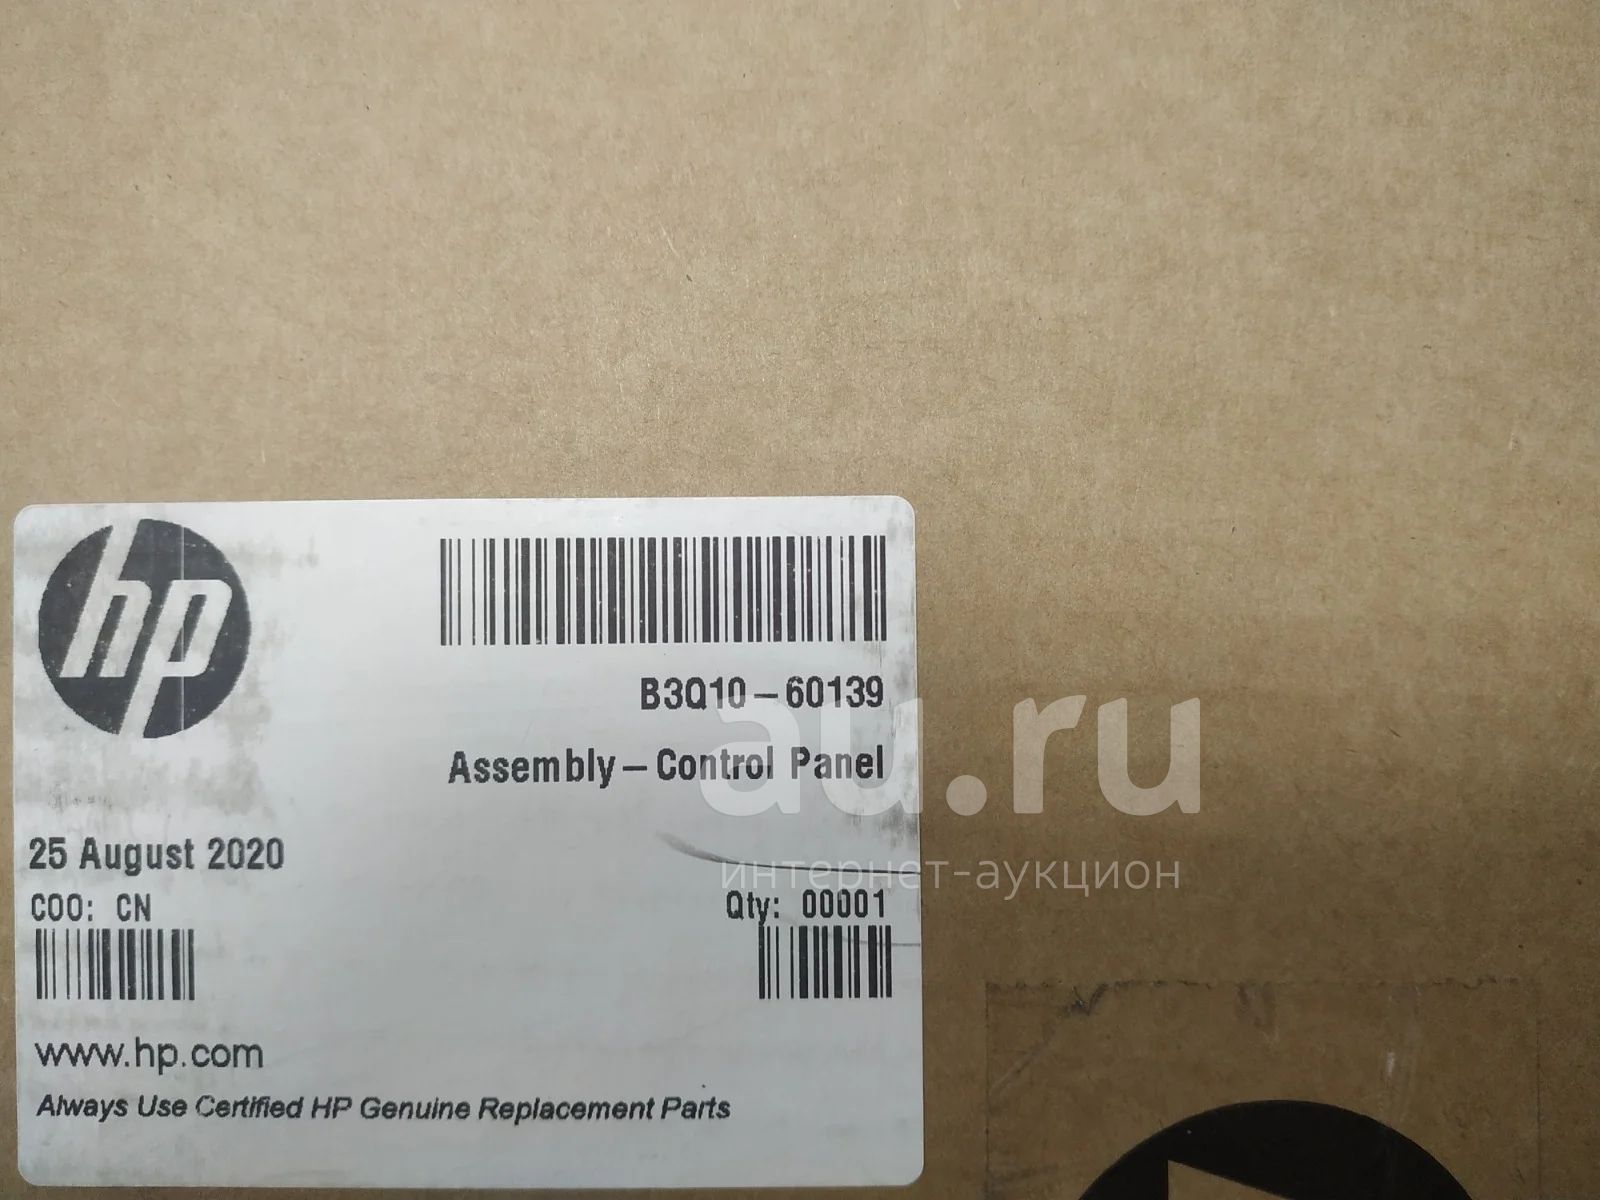 hp
B3Q10-60139
Assembly-Control Panel
25 August 2020
COO: CN
Qty: 00001
www.hp.com
Always Use Certified HP Genuine Replacement Parts
au.ru
интернет-аукцион